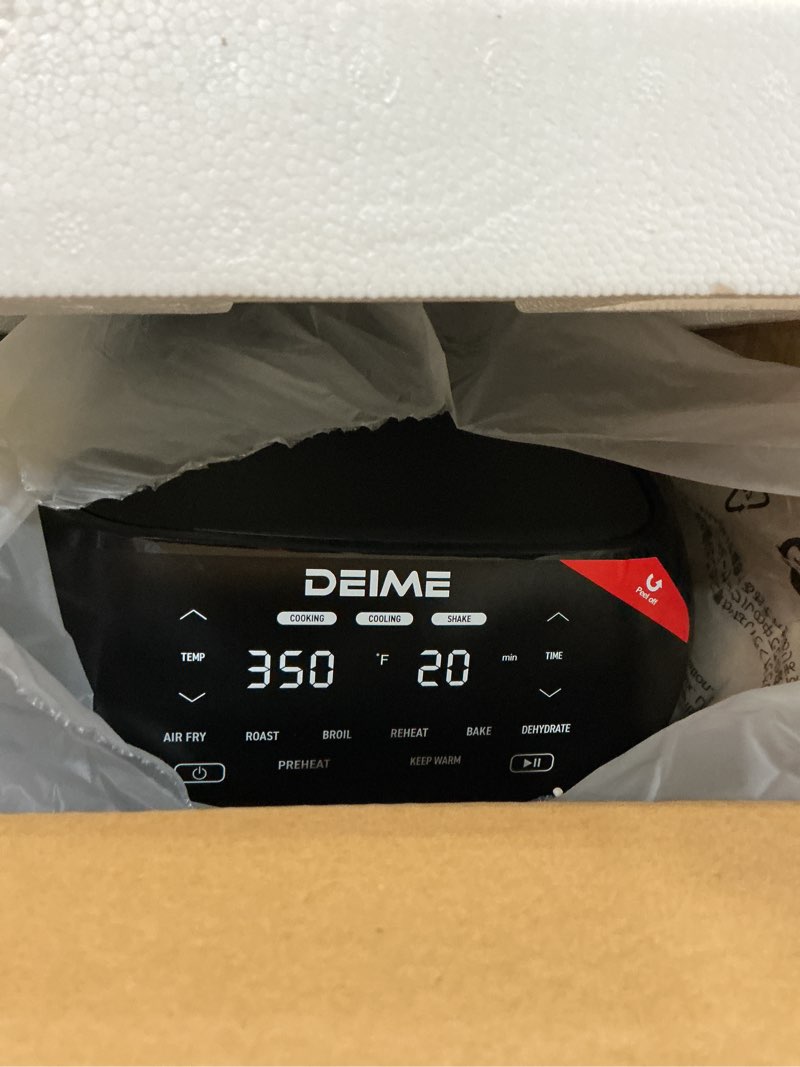 DEIME
COOKING COOLING SHAKE
Peel off
TEMP 350 °F 20 min TIME
AIR FRY ROAST BROIL REHEAT BAKE DEHYDRATE
PREHEAT KEEP WARM